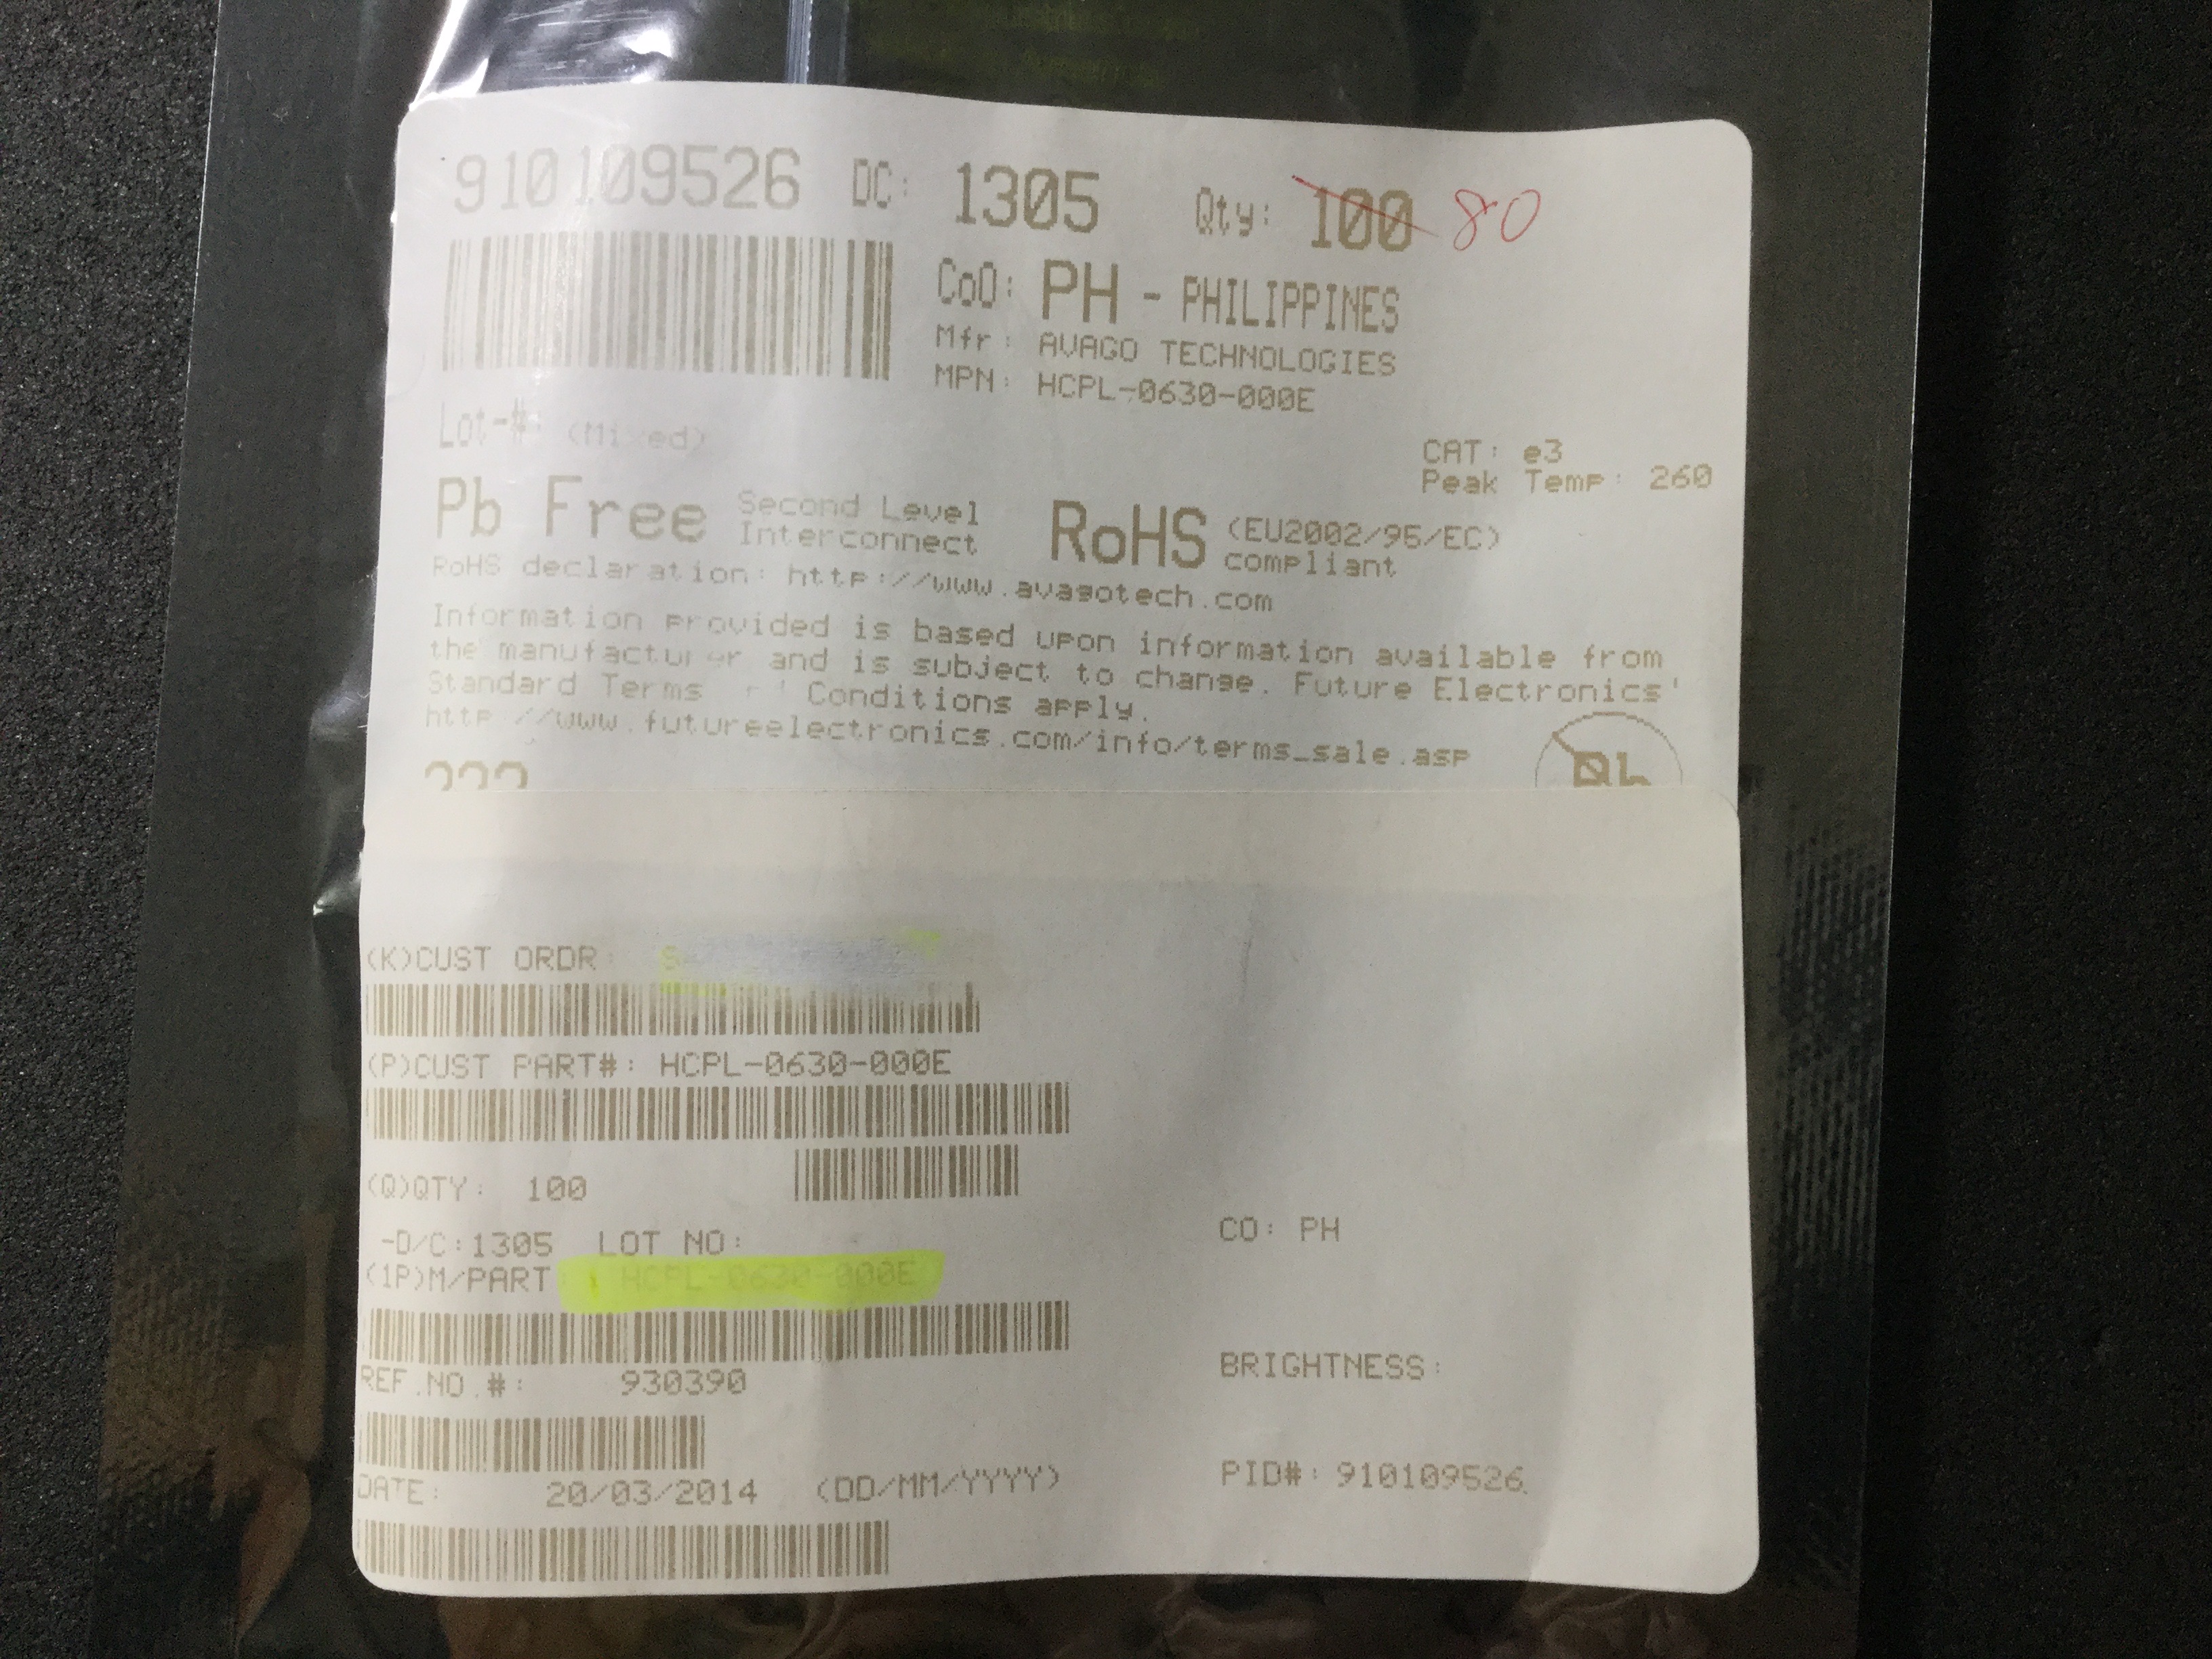 910109526 DC: 1305 Qty: 100 80
CoO: PH - PHILIPPINES
Mfr: AVAGO TECHNOLOGIES
MPN: HCPL-0630-000E
Lot-#: (Mixed)
CAT: e3
Peak Temp: 260
Pb Free Second Level
Interconnect
RoHS (EU2002/95/EC)
compliant
RoHS declaration: http://www.avagotech.com
Information provided is based upon information available from
the manufacturer and is subject to change. Future Electronics'
Standard Terms Conditions apply.
http://www.futureelectronics.com/info/terms_sale.asp
(K)CUST ORDR:
(P)CUST PART#: HCPL-0630-000E
(Q)QTY: 100
-D/C:1305 LOT NO:
CO: PH
(1P)M/PART: HCPL-0630-000E
REF.NO.#: 930390
BRIGHTNESS:
DATE: 20/03/2014 (DD/MM/YYYY)
PID#: 910109526